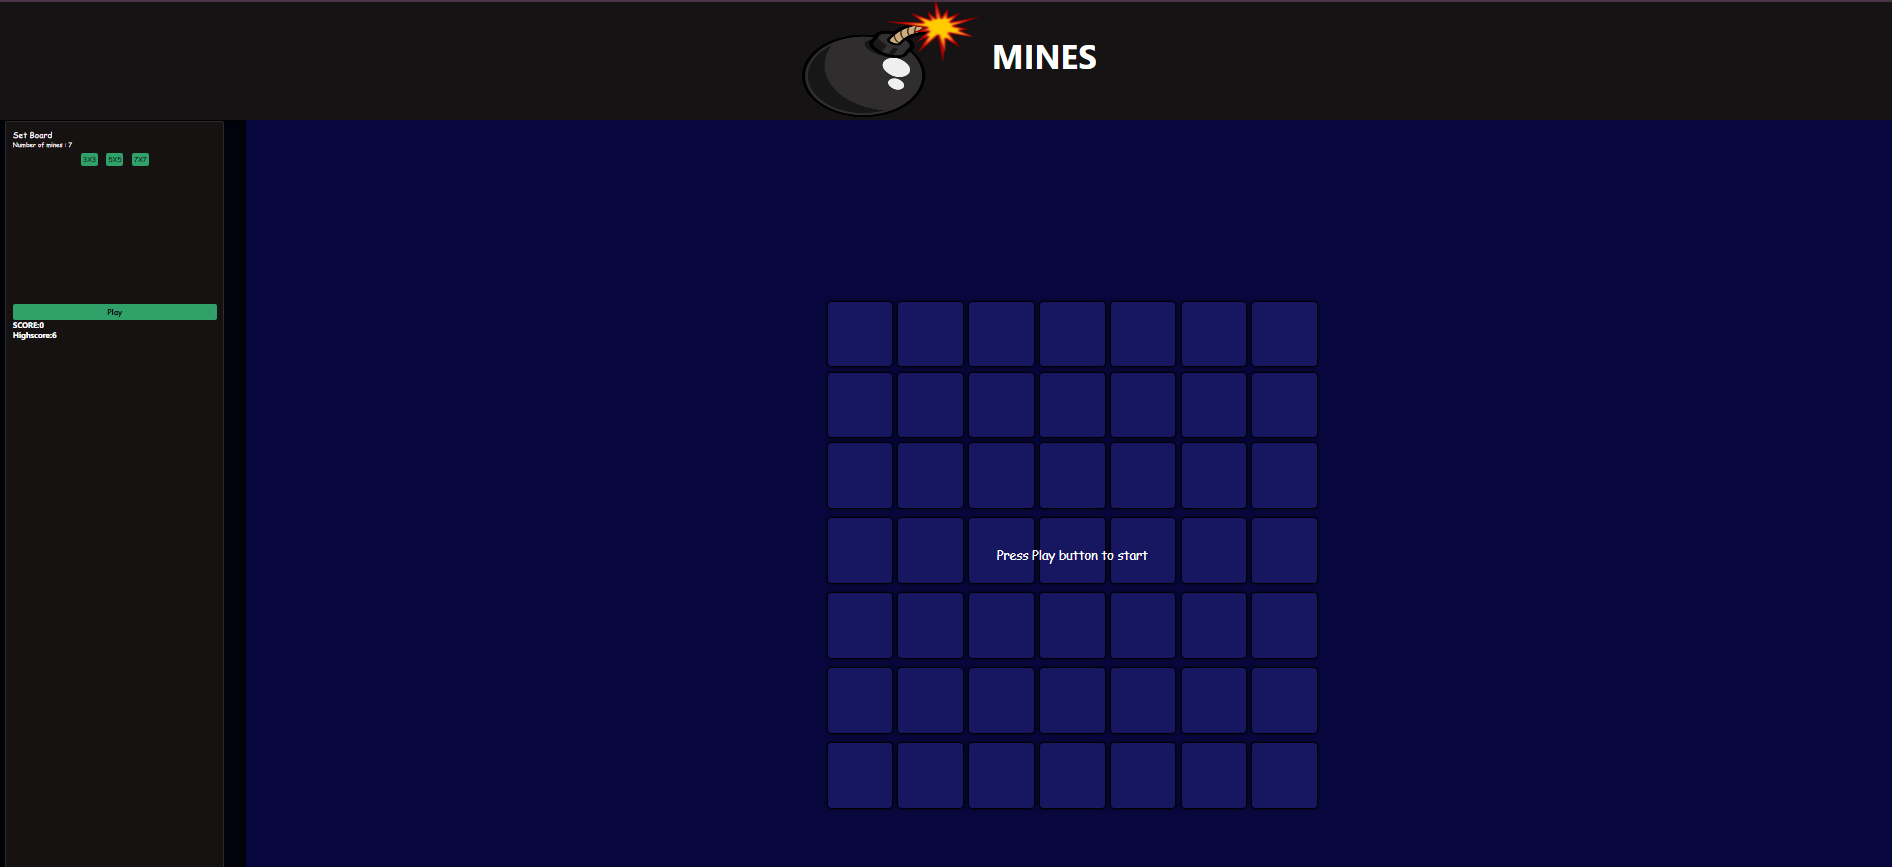 MINES
Set Board
Number of mines : 7
3X3 5X5 7X7
Play
SCORE:0
Highscore:6
Press Play button to start